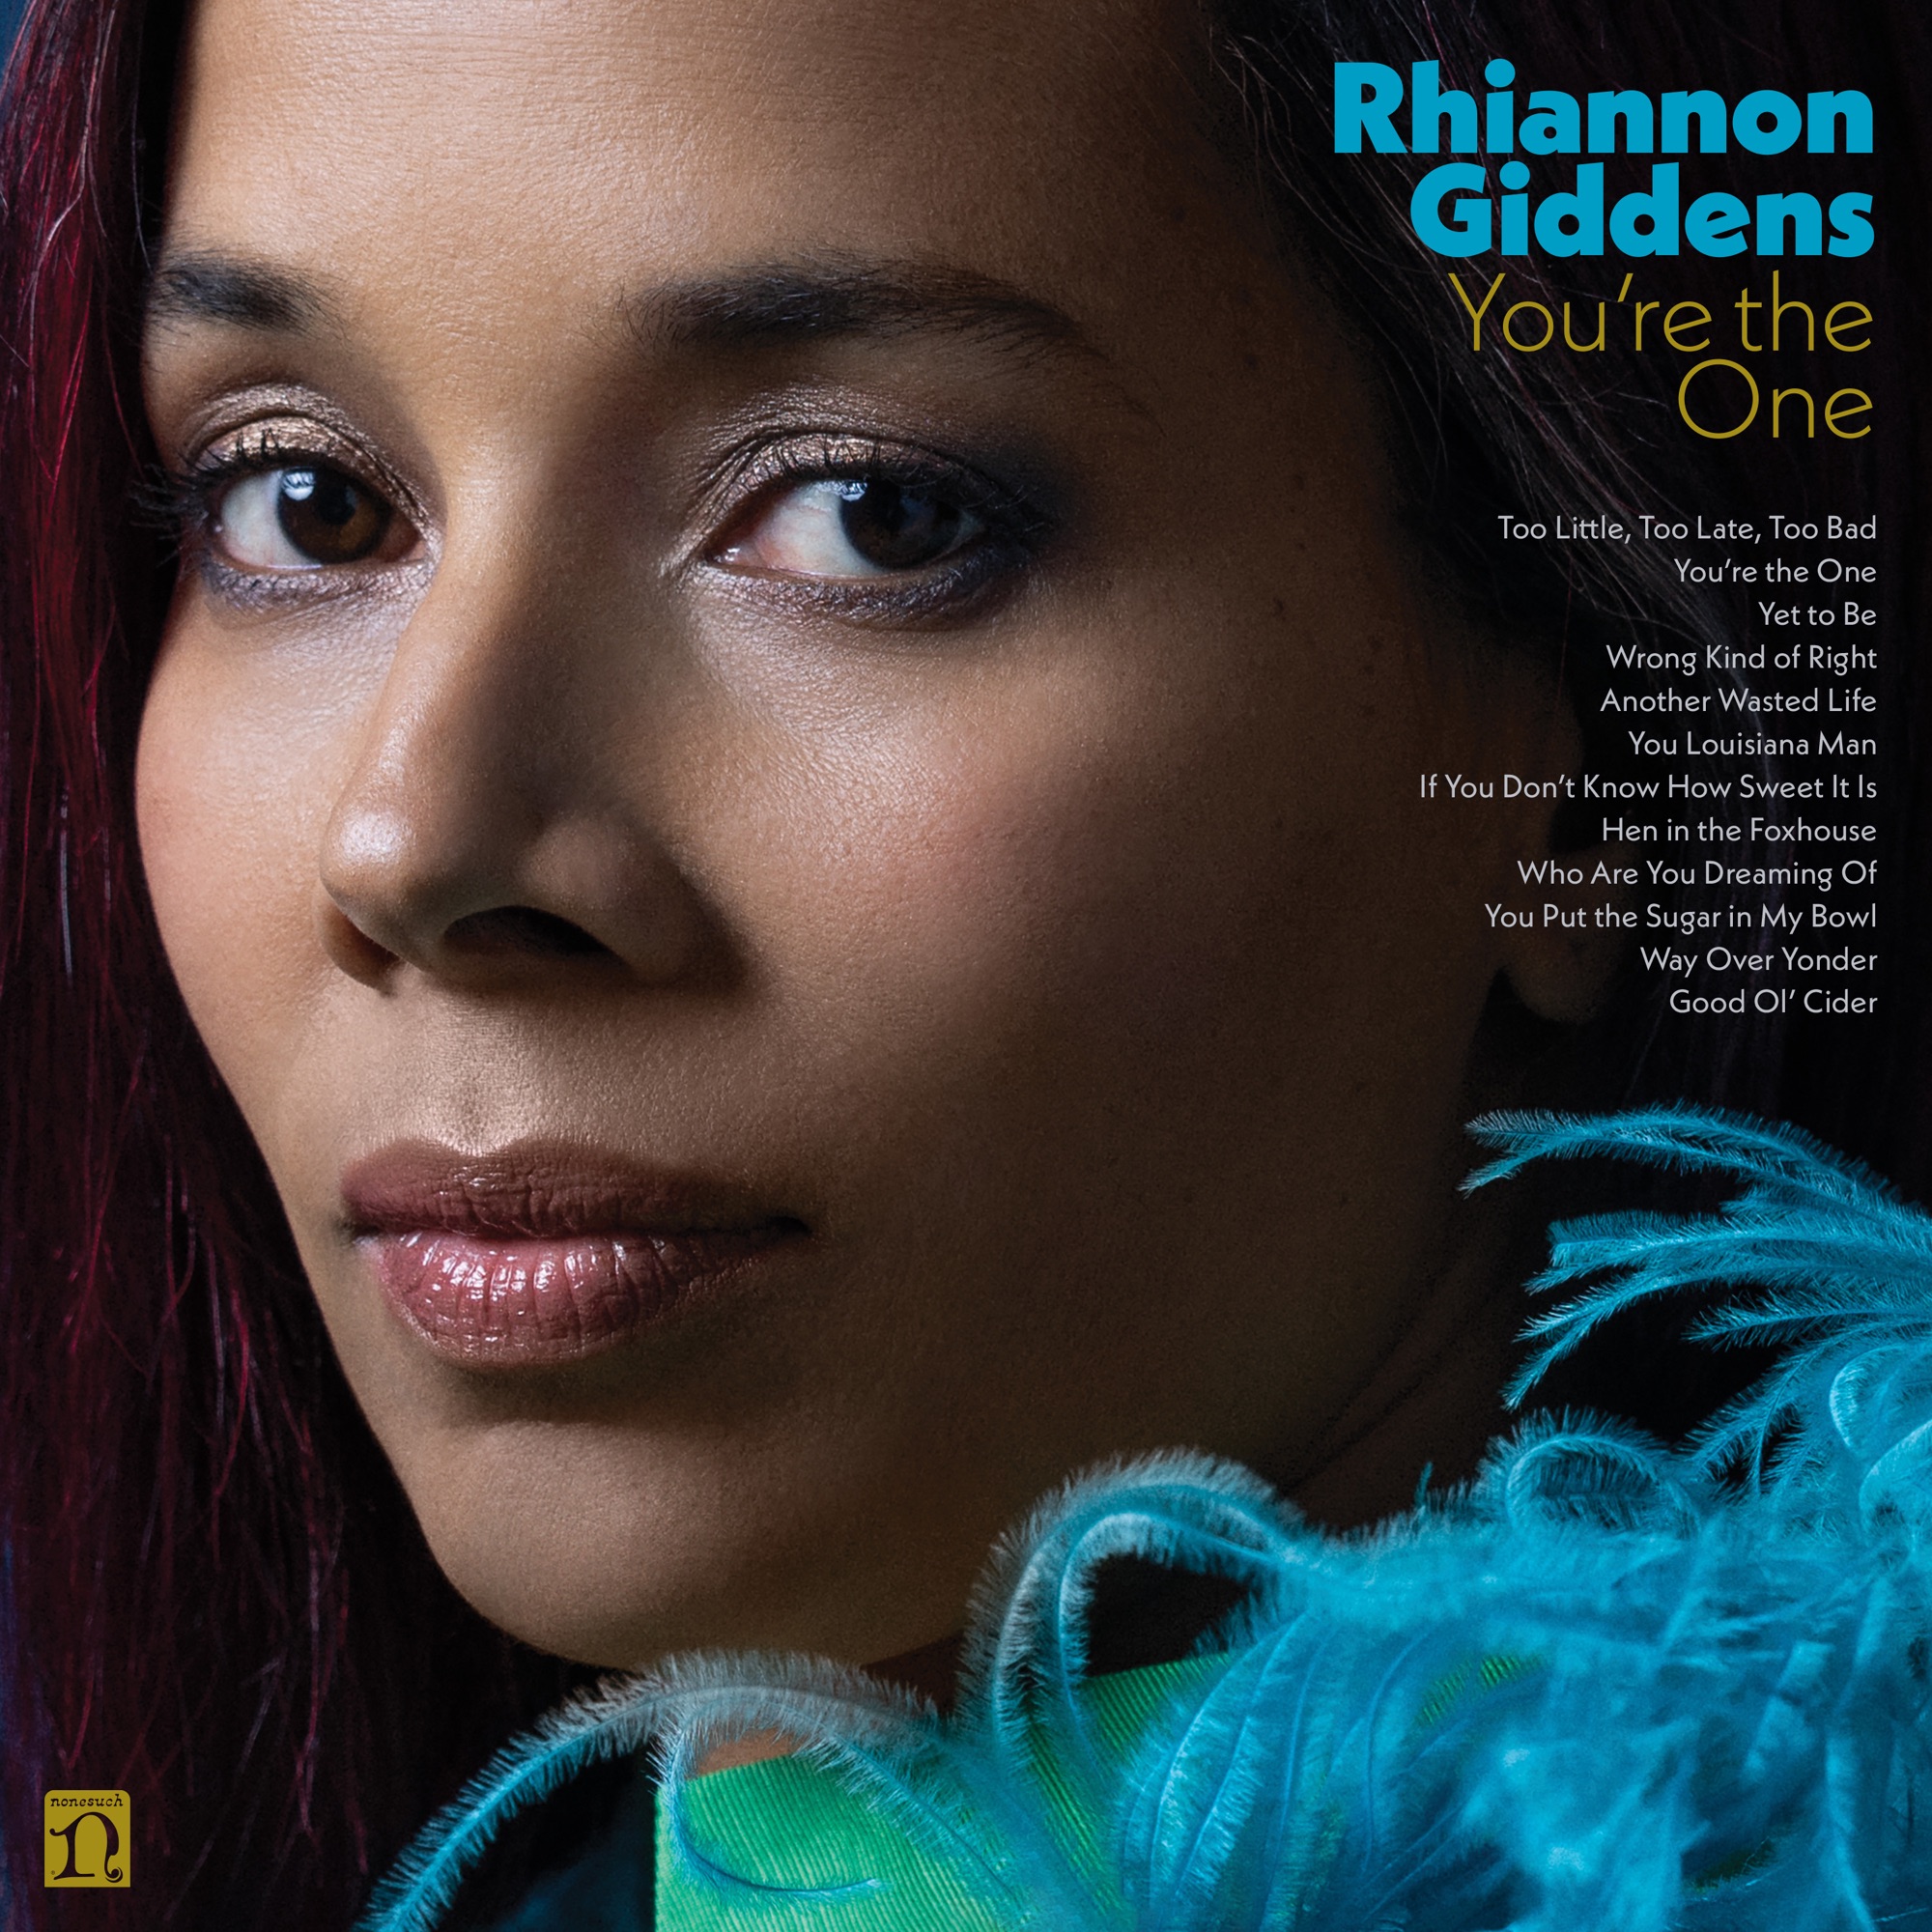 Rhiannon
Giddens
You're the
One
Too Little, Too Late, Too Bad
You're the One
Yet to Be
Wrong Kind of Right
Another Wasted Life
You Louisiana Man
If You Don't Know How Sweet It Is
Hen in the Foxhouse
Who Are You Dreaming Of
You Put the Sugar in My Bowl
Way Over Yonder
Good Ol' Cider
nonesuch
n